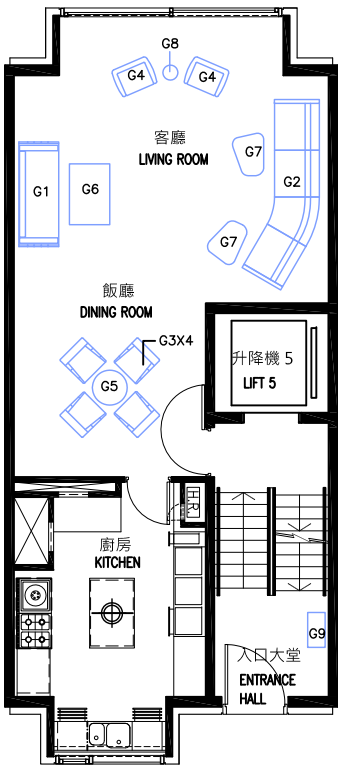 G8
G4
G4
客廳
LIVING ROOM
G7
G1
G6
G2
G7
飯廳
DINING ROOM
G3X4
升降機 5
LIFT 5
G5
H.R.
廚房
KITCHEN
G9
入口大堂
ENTRANCE
HALL